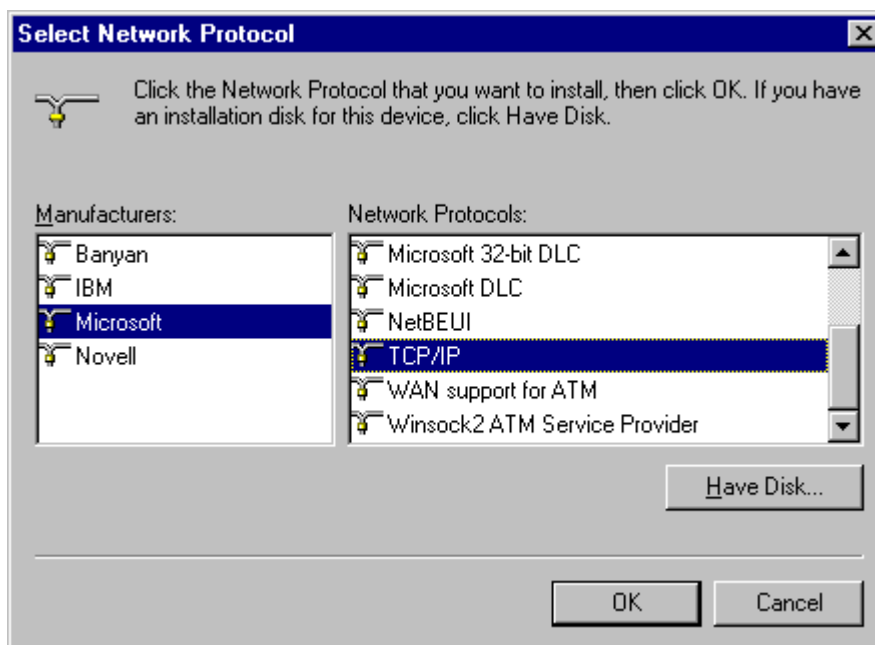 Select Network Protocol
Click the Network Protocol that you want to install, then click OK. If you have
an installation disk for this device, click Have Disk.
Manufacturers:
Banyan
IBM
Microsoft
Novell
Network Protocols:
Microsoft 32-bit DLC
Microsoft DLC
NetBEUI
TCP/IP
WAN support for ATM
Winsock2 ATM Service Provider
Have Disk...
OK
Cancel